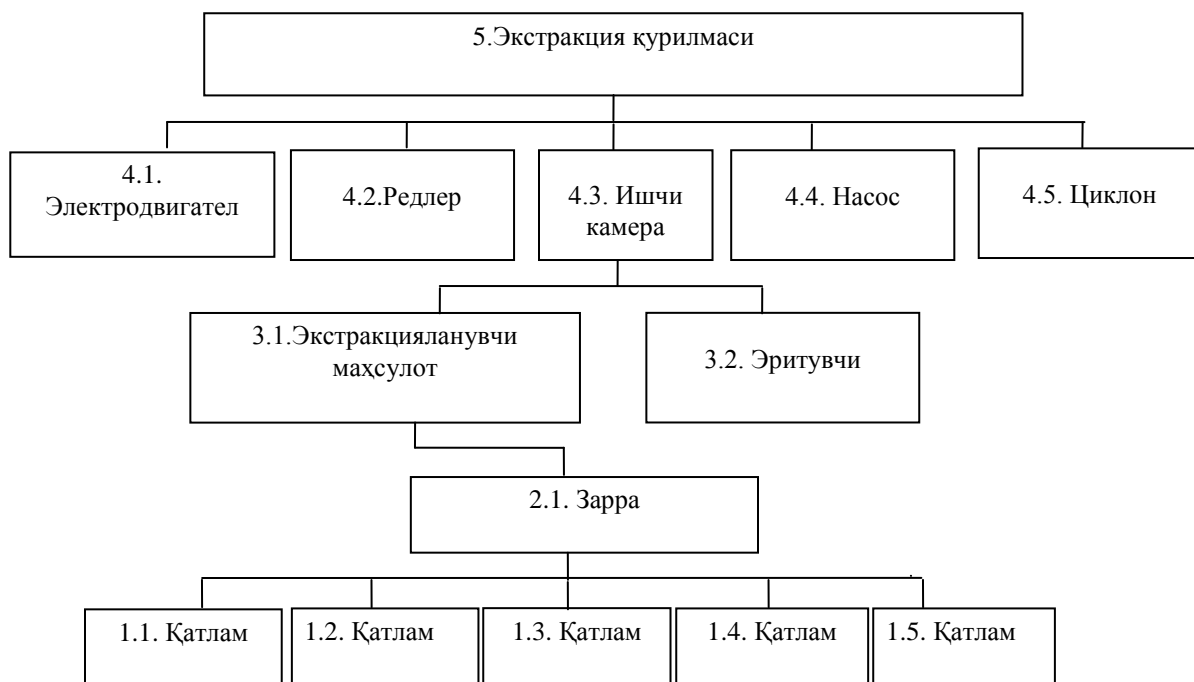 5.Экстракция қурилмаси
4.1.
Электродвигател
4.2.Редлер
4.3. Ишчи
камера
4.4. Насос
4.5. Циклон
3.1.Экстракцияланувчи
маҳсулот
3.2. Эритувчи
2.1. Зарра
1.1. Қатлам
1.2. Қатлам
1.3. Қатлам
1.4. Қатлам
1.5. Қатлам